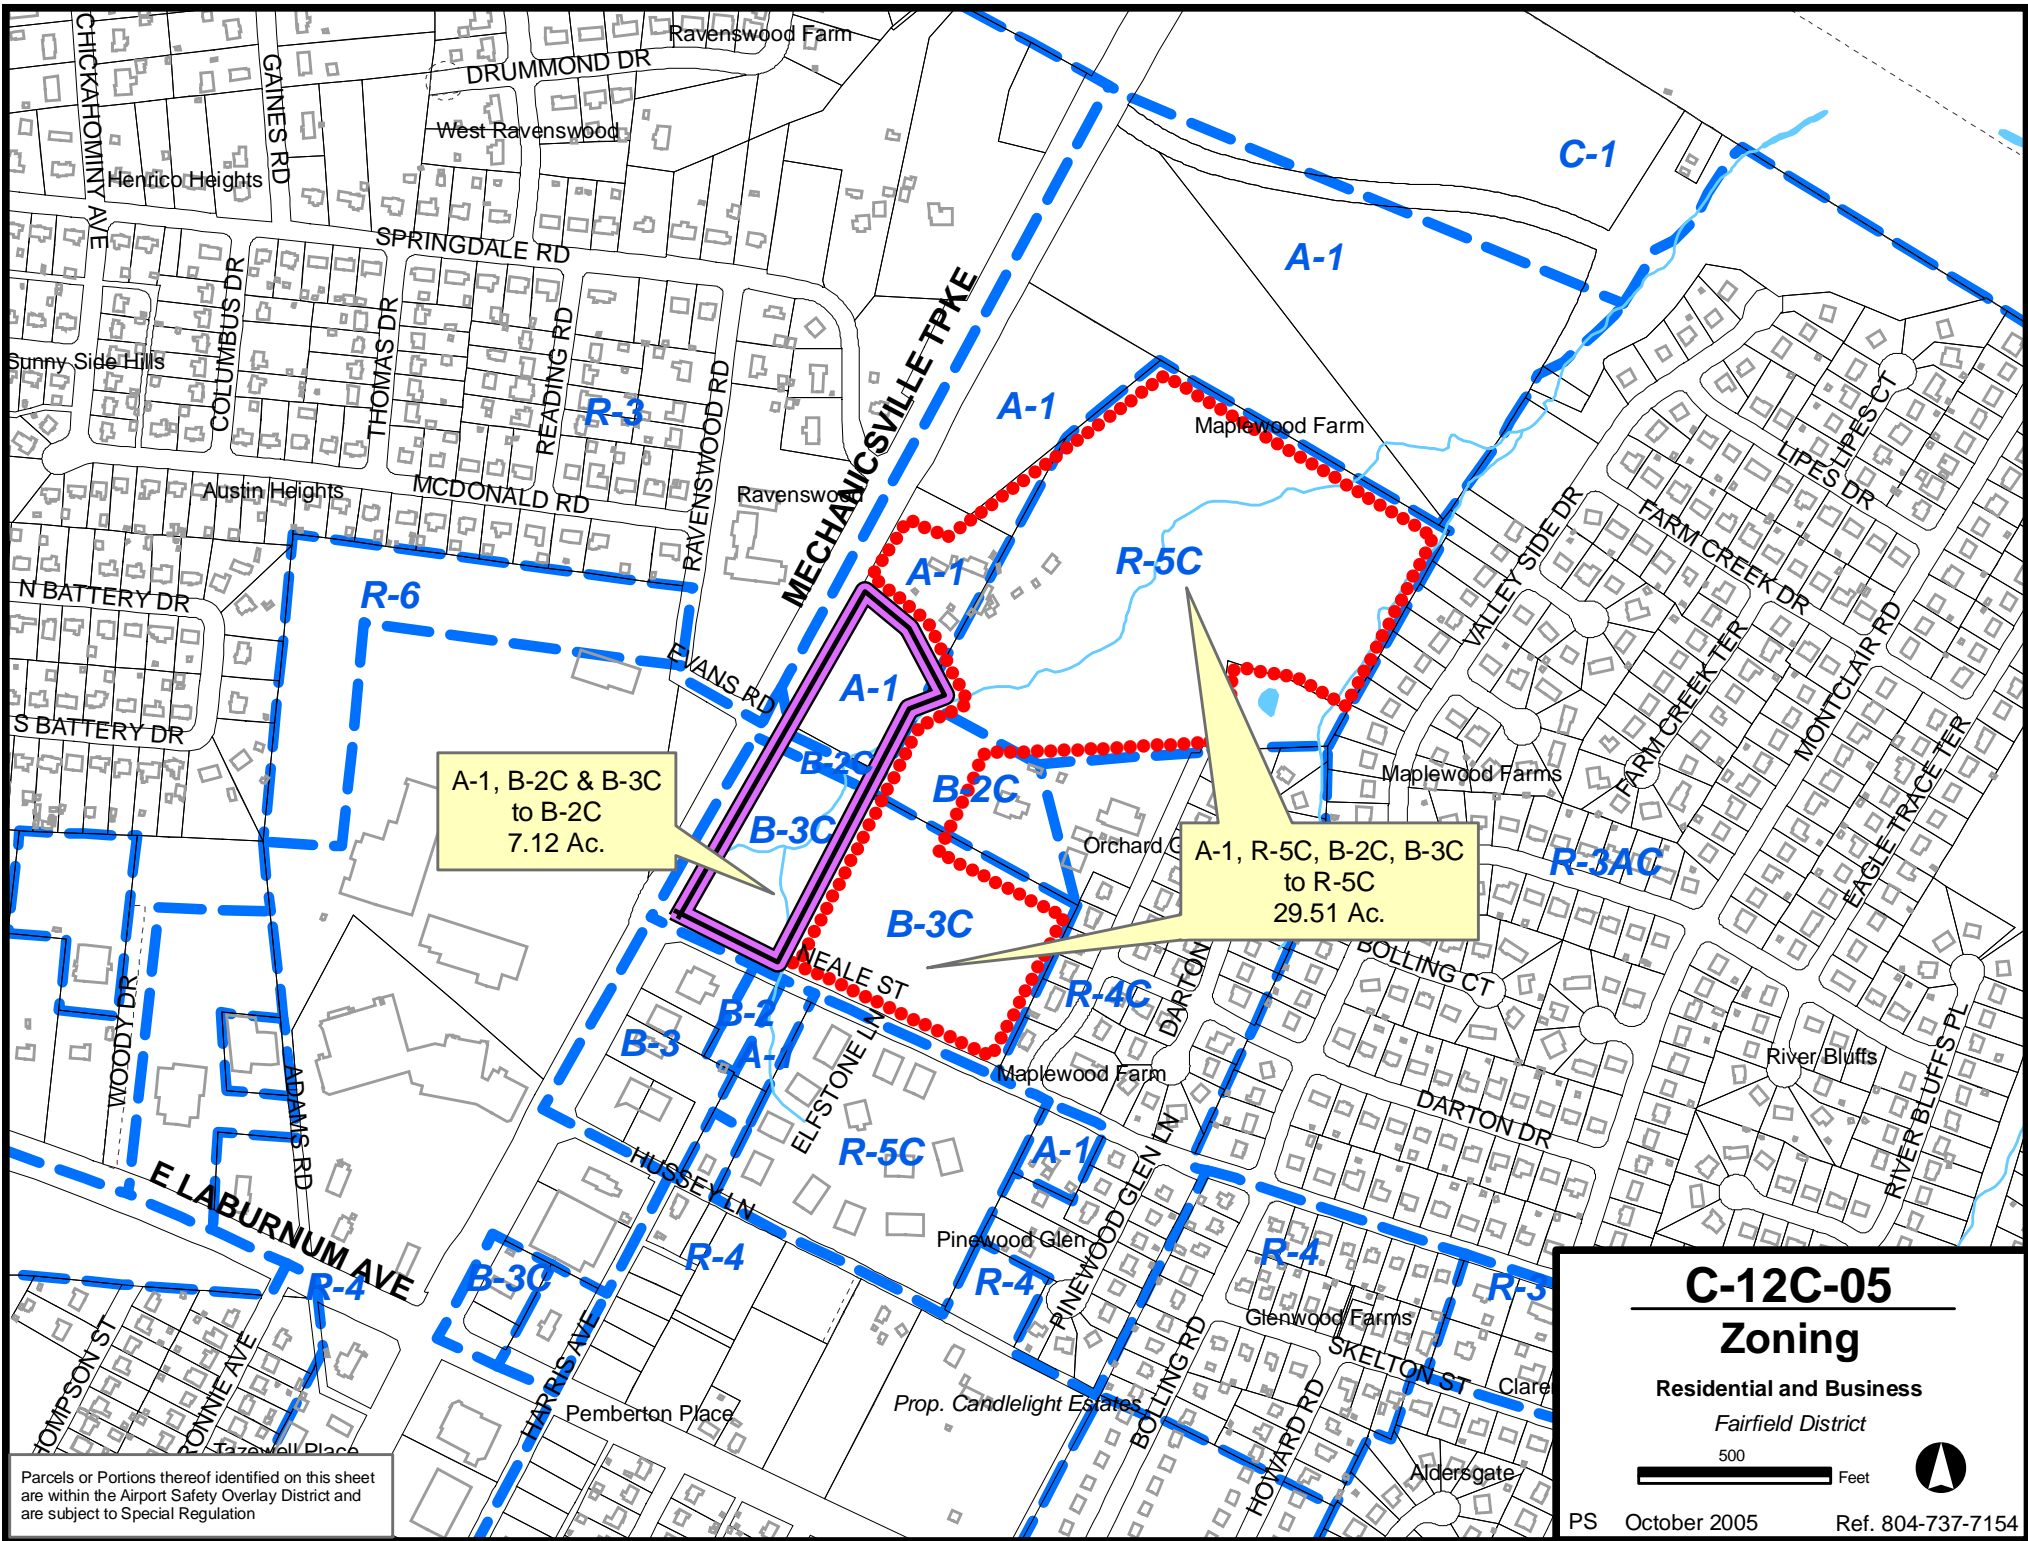 Ravenswood Farm
DRUMMOND DR
CHICKAHOMINY AVE
GAINES RD
West Ravenswood
Henrico Heights
C-1
SPRINGDALE RD
A-1
COLUMBUS DR
THOMAS DR
READING RD
RAVENSWOOD RD
MECHANICSVILLE TPKE
Sunny Side Hills
R-3
A-1
Maplewood Farm
LIPES CT
LIPES DR
Austin Heights
MCDONALD RD
Ravenswood
FARM CREEK DR
VALLEY SIDE DR
R-5C
A-1
N BATTERY DR
R-6
EVANS RD
A-1
FARM CREEK TER
MONTCLAIR RD
EAGLE TRACE TER
S BATTERY DR
B-2C
B-2C
Maplewood Farms
A-1, B-2C & B-3C
to B-2C
7.12 Ac.
B-3C
Orchard G
A-1, R-5C, B-2C, B-3C
to R-5C
29.51 Ac.
R-3AC
B-3C
NEALE ST
BOLLING CT
R-4C
DARTON
WOODY DR
ADAMS RD
B-2
B-3
A-1
ELFSTONE LN
Maplewood Farm
River Bluffs
RIVER BLUFFS PL
DARTON DR
R-5C
A-1
HUSSEY LN
E LABURNUM AVE
PINEWOOD GLEN LN
Pinewood Glen
R-4
R-4
R-4
R-3
R-4
B-3C
Glenwood Farms
SKELTON ST
Clare
HARRIS AVE
BOLLING RD
HOWARD RD
Prop. Candlelight Estates
Pemberton Place
HOMPSON ST
RONNIE AVE
Tazewell Place
Aldersgate
Parcels or Portions thereof identified on this sheet
are within the Airport Safety Overlay District and
are subject to Special Regulation
C-12C-05
Zoning
Residential and Business
Fairfield District
500
Feet
PS October 2005 Ref. 804-737-7154